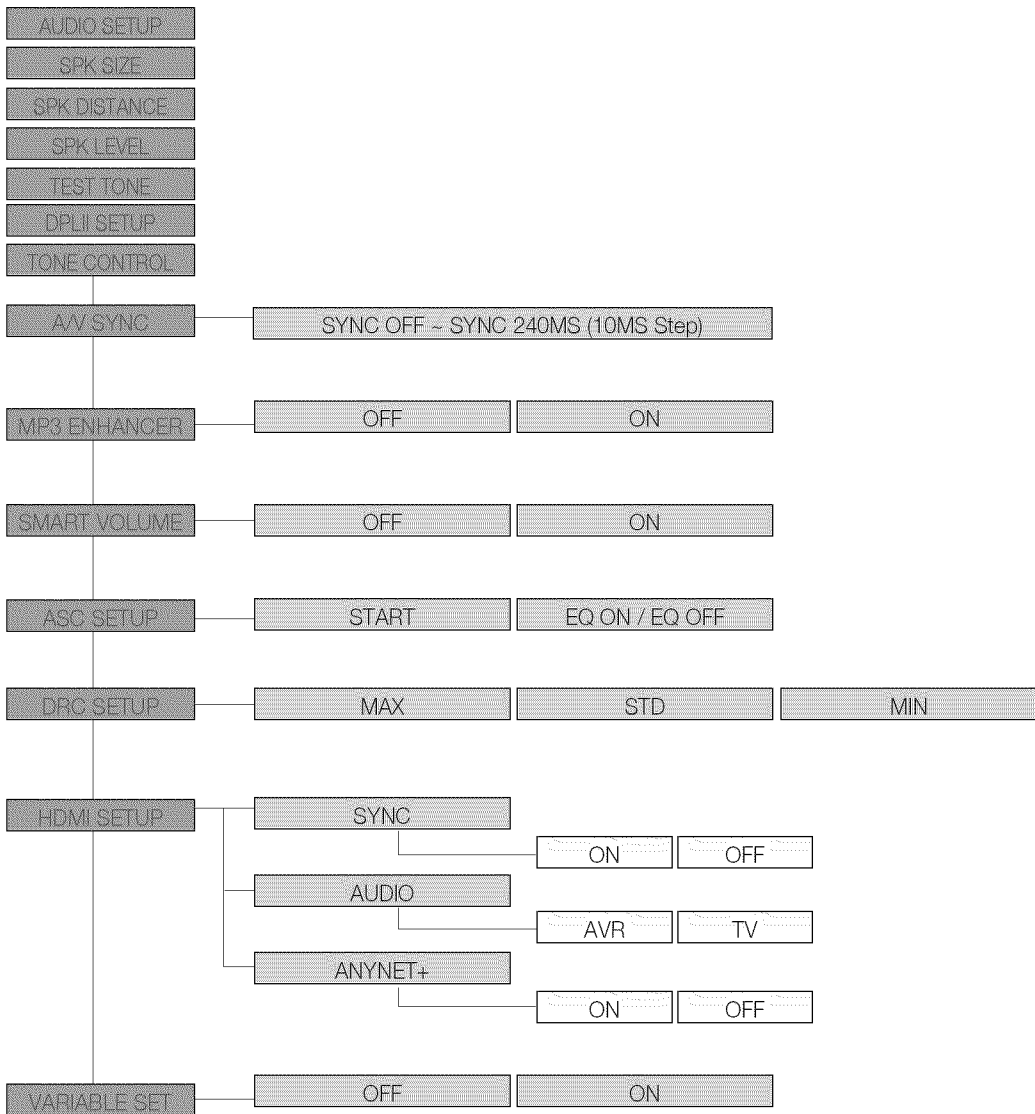 AUDIO SETUP
SPK SIZE
SPK DISTANCE
SPK LEVEL
TEST TONE
DPLII SETUP
TONE CONTROL
A/V SYNC
SYNC OFF ~ SYNC 240MS (10MS Step)
MP3 ENHANCER
OFF
ON
SMART VOLUME
OFF
ON
ASC SETUP
START
EQ ON / EQ OFF
DRC SETUP
MAX
STD
MIN
HDMI SETUP
SYNC
ON
OFF
AUDIO
AVR
TV
ANYNET+
ON
OFF
VARIABLE SET
OFF
ON